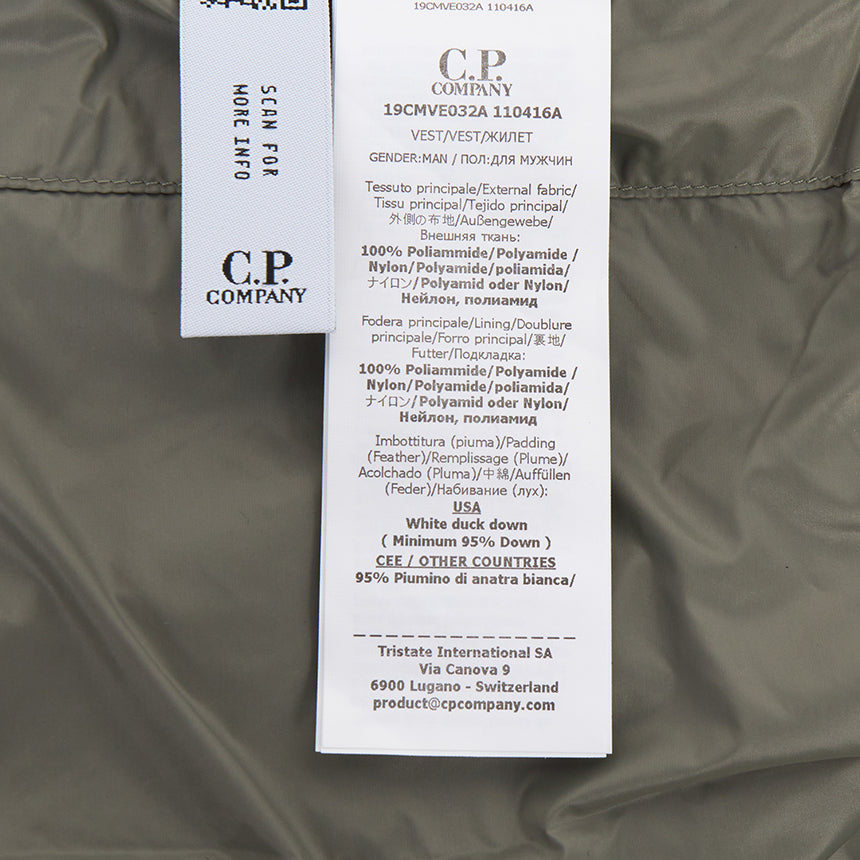 SCAN FOR
MORE INFO
C.P.
COMPANY
19CMVE032A 110416A
C.P.
COMPANY
19CMVE032A 110416A
VEST/VEST/ЖИЛЕТ
GENDER:MAN / ПОЛ:ДЛЯ МУЖЧИН
Tessuto principale/External fabric/
Tissu principal/Tejido principal/
外側の布地/Außengewebe/
Внешняя ткань:
100% Poliammide/Polyamide /
Nylon/Polyamide/poliamida/
ナイロン/Polyamid oder Nylon/
Нейлон, полиамид
Fodera principale/Lining/Doublure
principale/Forro principal/裏地/
Futter/Подкладка:
100% Poliammide/Polyamide /
Nylon/Polyamide/poliamida/
ナイロン/Polyamid oder Nylon/
Нейлон, полиамид
Imbottitura (piuma)/Padding
(Feather)/Remplissage (Plume)/
Acolchado (Pluma)/中綿/Auffüllen
(Feder)/Набивание (лух):
USA
White duck down
( Minimum 95% Down )
CEE / OTHER COUNTRIES
95% Piumino di anatra bianca/
Tristate International SA
Via Canova 9
6900 Lugano - Switzerland
product@cpcompany.com